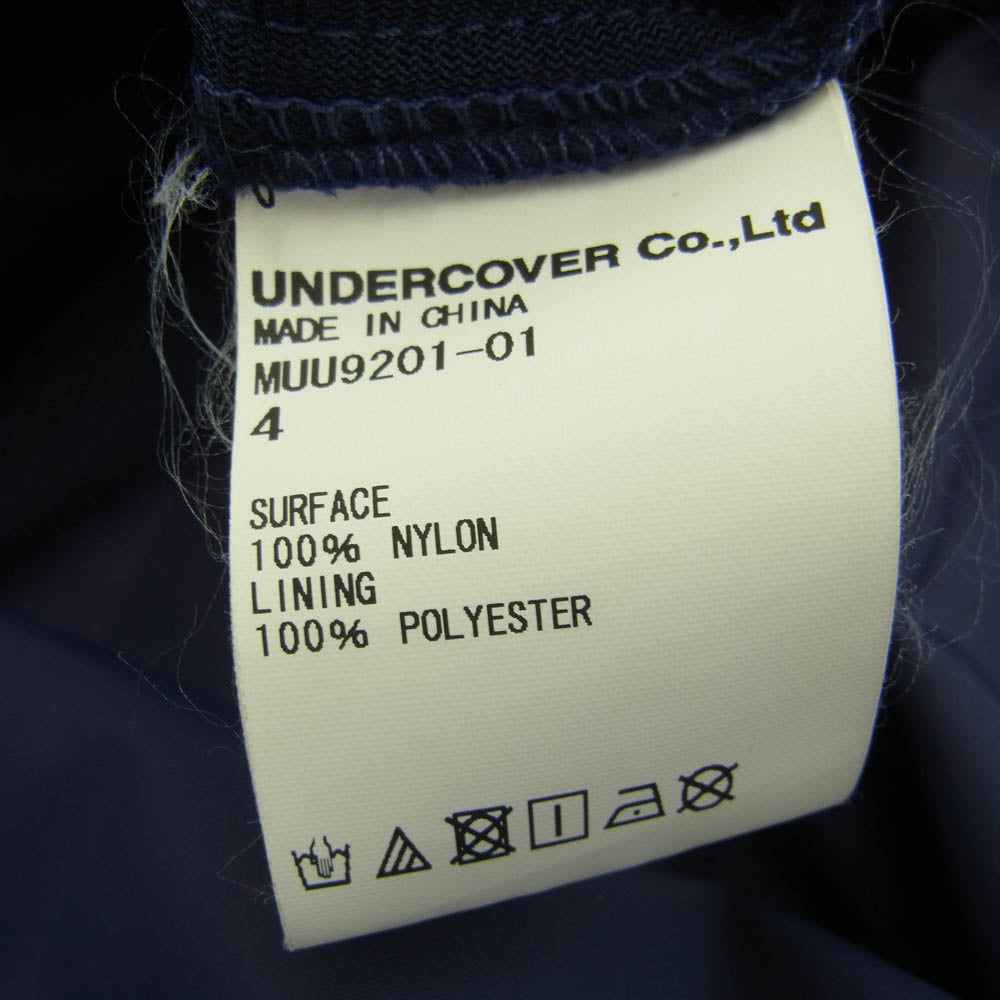 UNDERCOVER Co.,Ltd
MADE IN CHINA
MUU9201-01
4
SURFACE
100% NYLON
LINING
100% POLYESTER